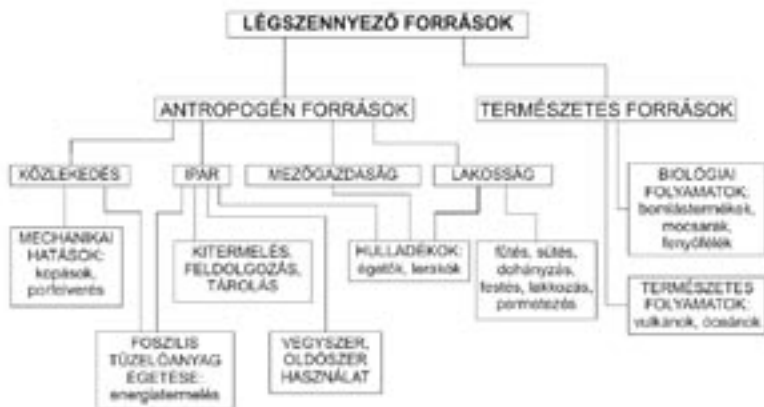 LÉGSZENNYEZŐ FORRÁSOK
ANTROPOGÉN FORRÁSOK
TERMÉSZETES FORRÁSOK
KÖZLEKEDÉS
IPAR
MEZŐGAZDASÁG
LAKOSSÁG
BIOLÓGIAI
FOLYAMATOK:
bomlástermékek,
mocsarak,
fenyőfélék
MECHANIKAI
HATÁSOK:
kopások,
porfelverés
KITERMELÉS,
FELDOLGOZÁS,
TÁROLÁS
HULLADÉKOK:
égetők, lerakók
fűtés, sütés,
dohányzás,
festés, lakkozás,
permetezés
TERMÉSZETES
FOLYAMATOK:
vulkánok, óceánok
FOSZILIS
TÜZELŐANYAG
ÉGETÉSE:
energiatermelés
VEGYSZER,
OLDÓSZER
HASZNÁLAT